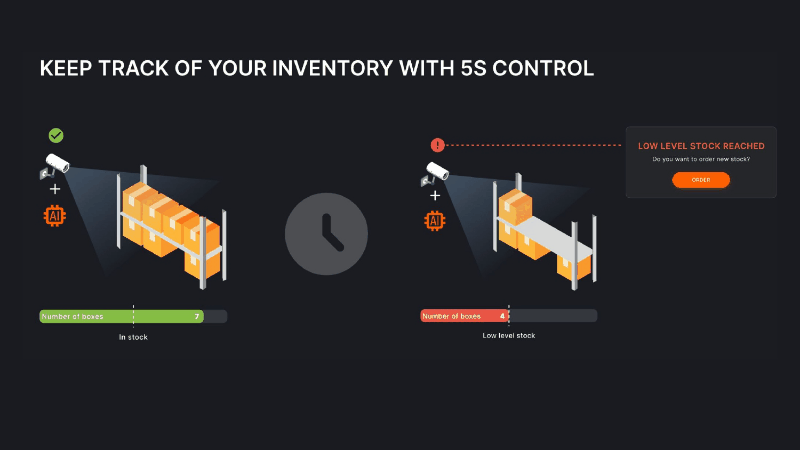 KEEP TRACK OF YOUR INVENTORY WITH 5S CONTROL
AI
Number of boxes 7
In stock
!
AI
Number of boxes 4
Low level stock
LOW LEVEL STOCK REACHED
Do you want to order new stock?
ORDER